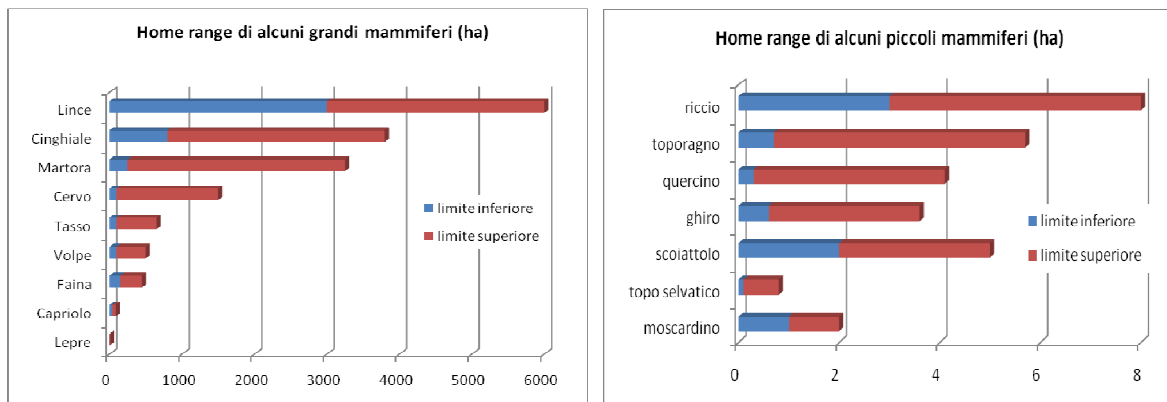 Home range di alcuni grandi mammiferi (ha)
Lince
Cinghiale
Martora
Cervo
Tasso
Volpe
Faina
Capriolo
Lepre
limite inferiore
limite superiore
0 1000 2000 3000 4000 5000 6000
Home range di alcuni piccoli mammiferi (ha)
riccio
toporagno
quercino
ghiro
scoiattolo
topo selvatico
moscardino
limite inferiore
limite superiore
0 2 4 6 8